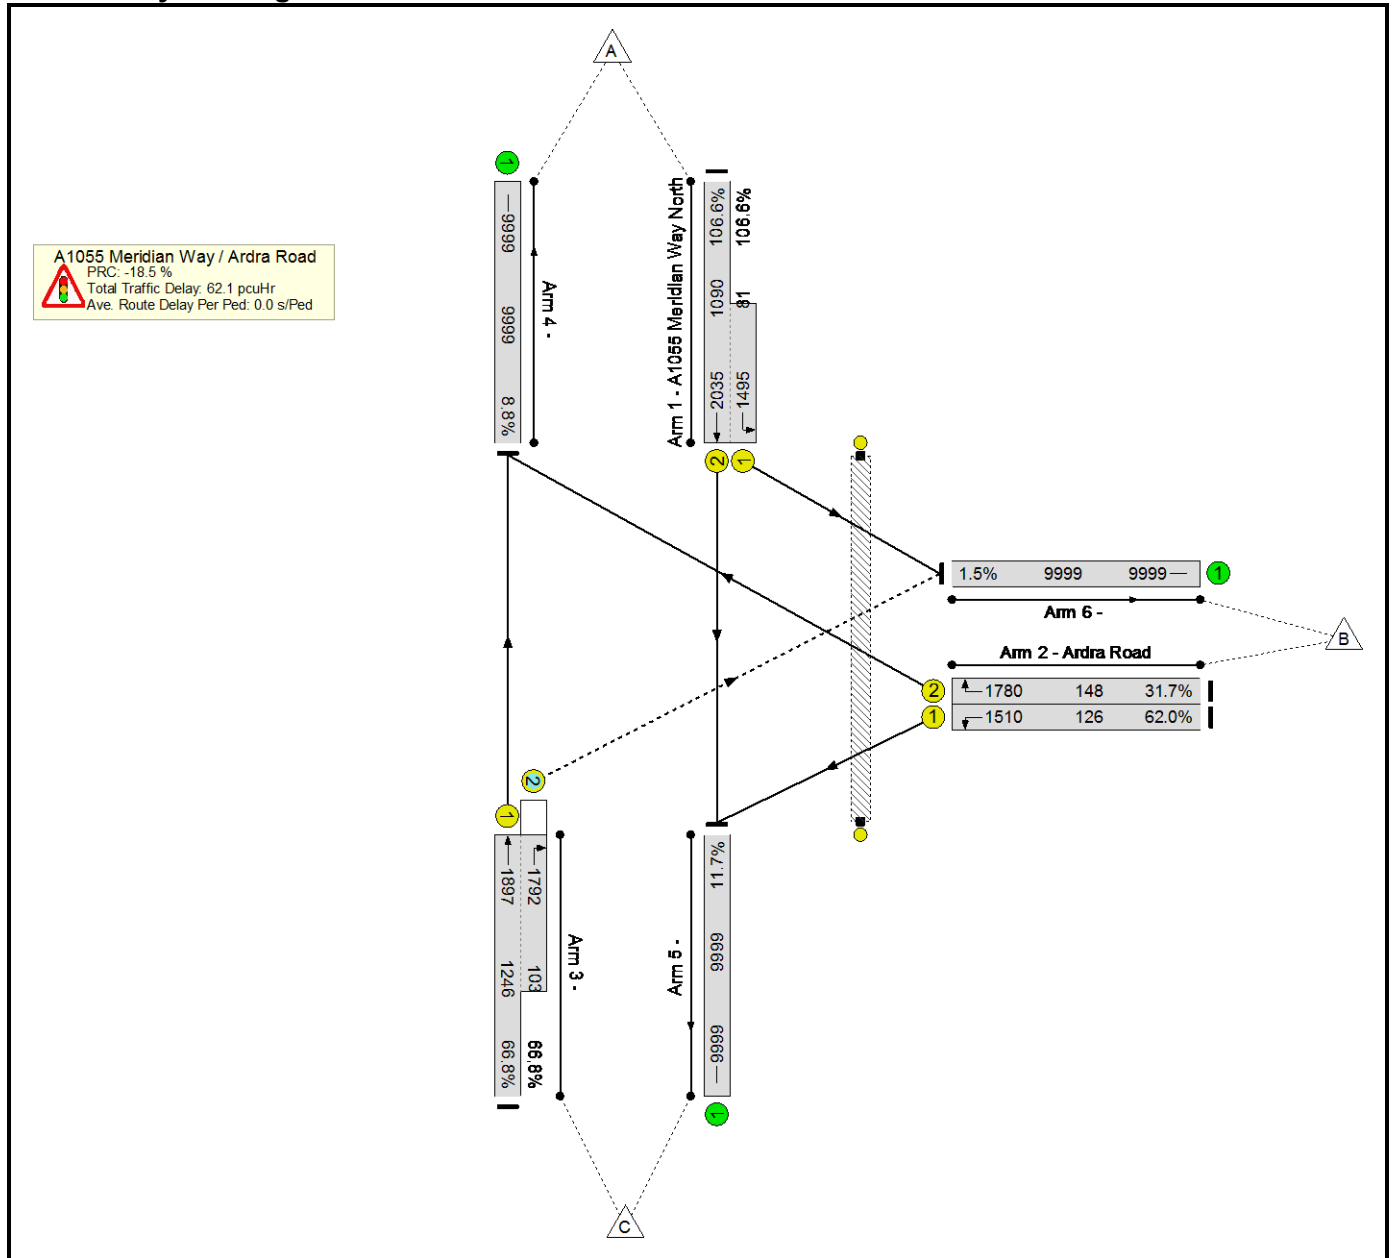 A
1
9999
9999
8.8%
Arm 4 -
Arm 1 - A1055 Meridian Way North
106.6%
1090
2035
106.6%
81
1495
A1055 Meridian Way / Ardra Road
PRC: -18.5 %
Total Traffic Delay: 62.1 pcuHr
Ave. Route Delay Per Ped: 0.0 s/Ped
2
1
1.5% 9999 9999
1
Arm 6 -
B
Arm 2 - Ardra Road
2
1780 148 31.7%
1
1510 126 62.0%
2
1
1897
1246
66.8%
1792
103
66.8%
Arm 3 -
Arm 5 -
11.7%
9999
9999
1
C